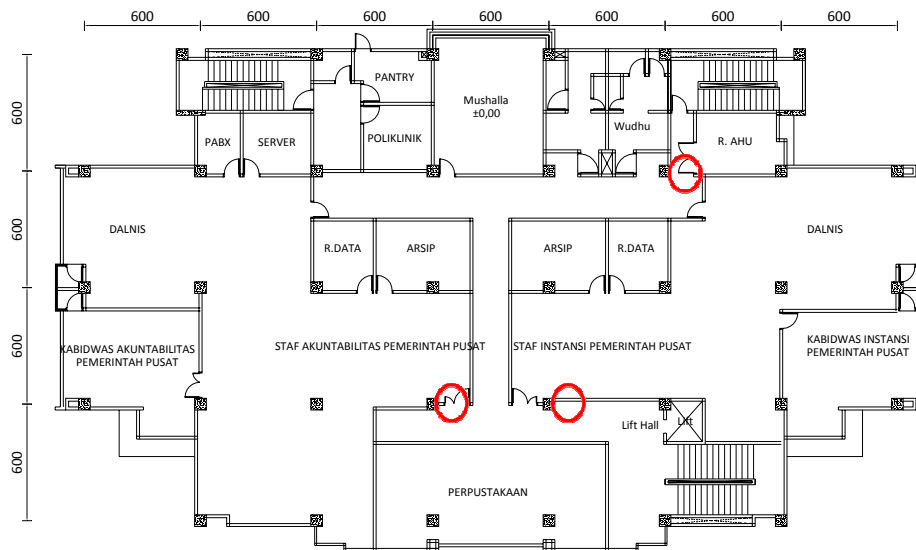 600 600 600 600 600 600 600
600
600
600
600
PANTRY
Mushalla
±0,00
Wudhu
PABX
SERVER
POLIKLINIK
R. AHU
DALNIS
DALNIS
R.DATA
ARSIP
ARSIP
R.DATA
KABIDWAS AKUNTABILITAS
PEMERINTAH PUSAT
STAF AKUNTABILITAS PEMERINTAH PUSAT
STAF INSTANSI PEMERINTAH PUSAT
KABIDWAS INSTANSI
PEMERINTAH PUSAT
Lift Hall
Lift
PERPUSTAKAAN